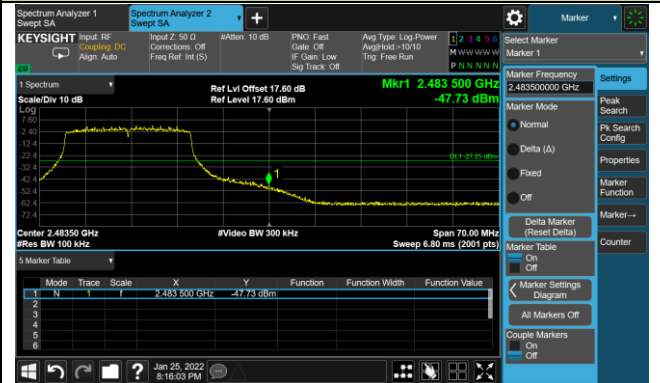 Spectrum Analyzer 1
Swept SA
Spectrum Analyzer 2
Swept SA
+
Marker
KEYSIGHT
Input: RF
Coupling: DC
Align: Auto
Input Z: 50 Ω
Corrections: Off
Freq Ref: Int (S)
#Atten: 10 dB
PNO: Fast
Gate: Off
IF Gain: Low
Sig Track: Off
Avg Type: Log-Power
Avg|Hold:>10/10
Trig: Free Run
1 2 3 4 5 6
M W W W W W
P N N N N N
Select Marker
Marker 1
1 Spectrum
Scale/Div 10 dB
Log
Ref Lvl Offset 17.60 dB
Ref Level 17.60 dBm
Mkr1 2.483 500 GHz
-47.73 dBm
7.60
-2.40
-12.4
-22.4
-32.4
-42.4
-52.4
-62.4
-72.4
DL1 -27.25 dBm
1
Center 2.48350 GHz
#Res BW 100 kHz
#Video BW 300 kHz
Span 70.00 MHz
Sweep 6.80 ms (2001 pts)
5 Marker Table
Mode Trace Scale X Y Function Function Width Function Value
1 N 1 f 2.483 500 GHz -47.73 dBm
2
3
4
5
6
Marker Frequency
2.483500000 GHz
Marker Mode
Normal
Delta (Δ)
Fixed
Off
Delta Marker
(Reset Delta)
Marker Table
On
Off
Marker Settings
Diagram
All Markers Off
Couple Markers
On
Off
Settings
Peak
Search
Pk Search
Config
Properties
Marker
Function
Marker→
Counter
?
Jan 25, 2022
8:16:03 PM